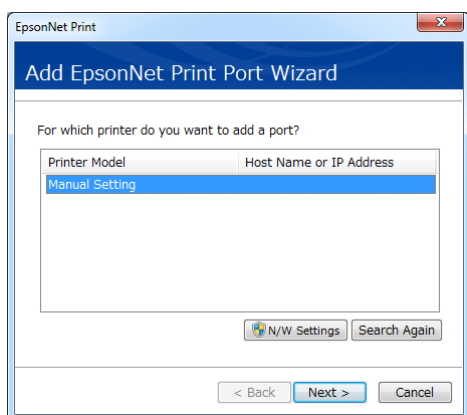 EpsonNet Print
Add EpsonNet Print Port Wizard
For which printer do you want to add a port?
Printer Model Host Name or IP Address
Manual Setting
N/W Settings Search Again
< Back Next > Cancel